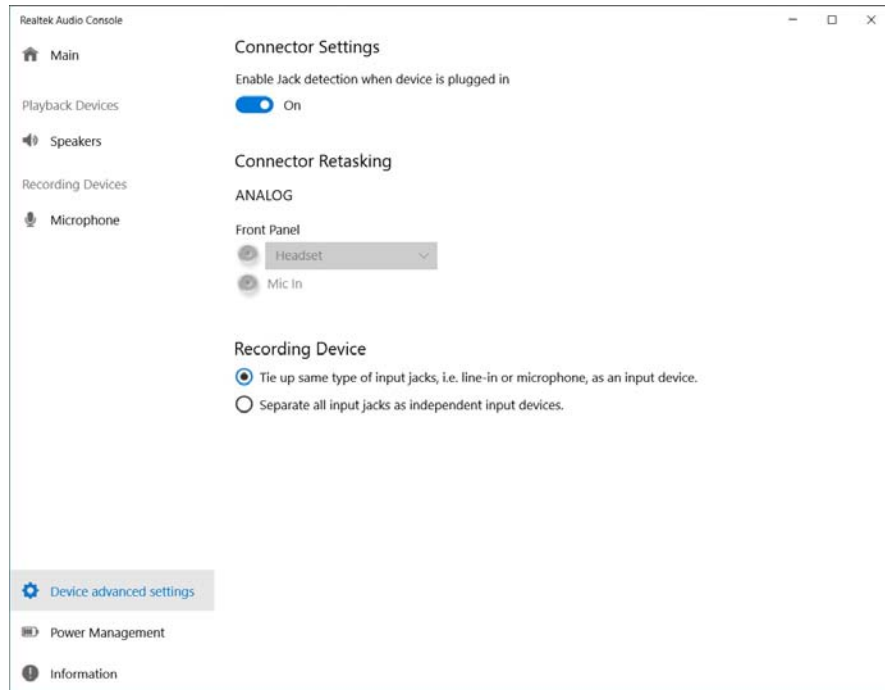 Realtek Audio Console
Main
Playback Devices
Speakers
Recording Devices
Microphone
Device advanced settings
Power Management
Information
Connector Settings
Enable Jack detection when device is plugged in
On
Connector Retasking
ANALOG
Front Panel
Headset
Mic In
Recording Device
Tie up same type of input jacks, i.e. line-in or microphone, as an input device.
Separate all input jacks as independent input devices.